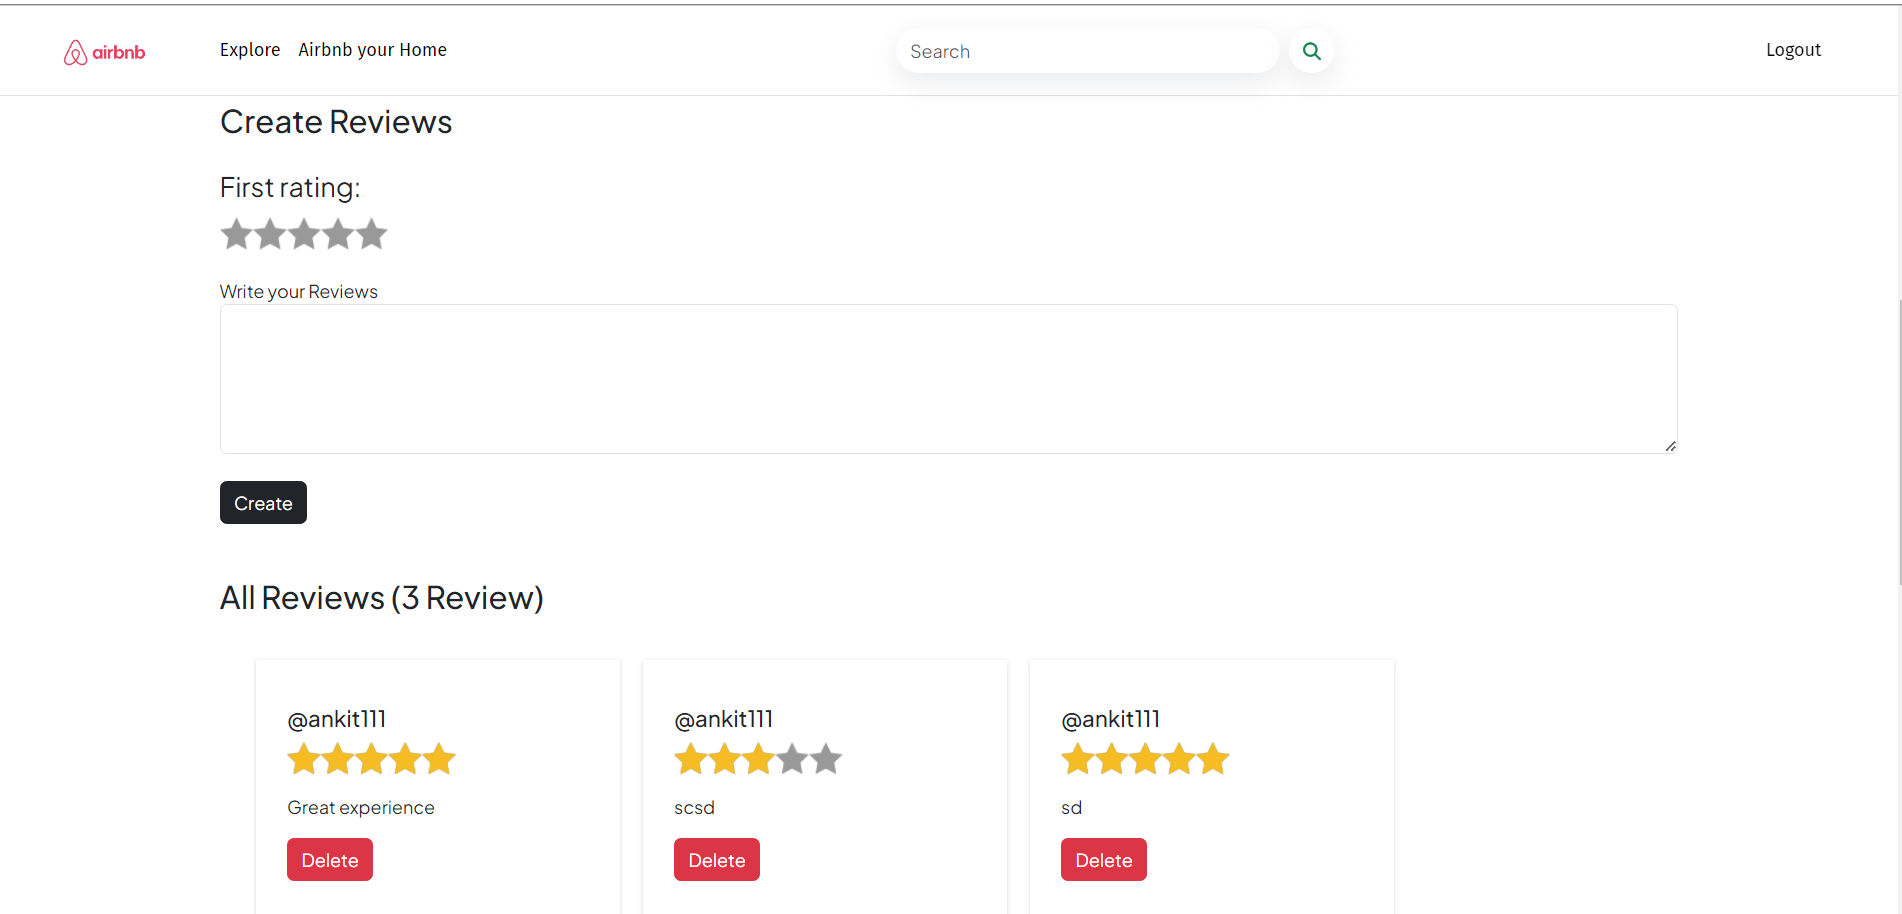 airbnb
Explore
Airbnb your Home
Search
Logout
Create Reviews
First rating:
Write your Reviews
Create
All Reviews (3 Review)
@ankit111
Great experience
Delete
@ankit111
scsd
Delete
@ankit111
sd
Delete